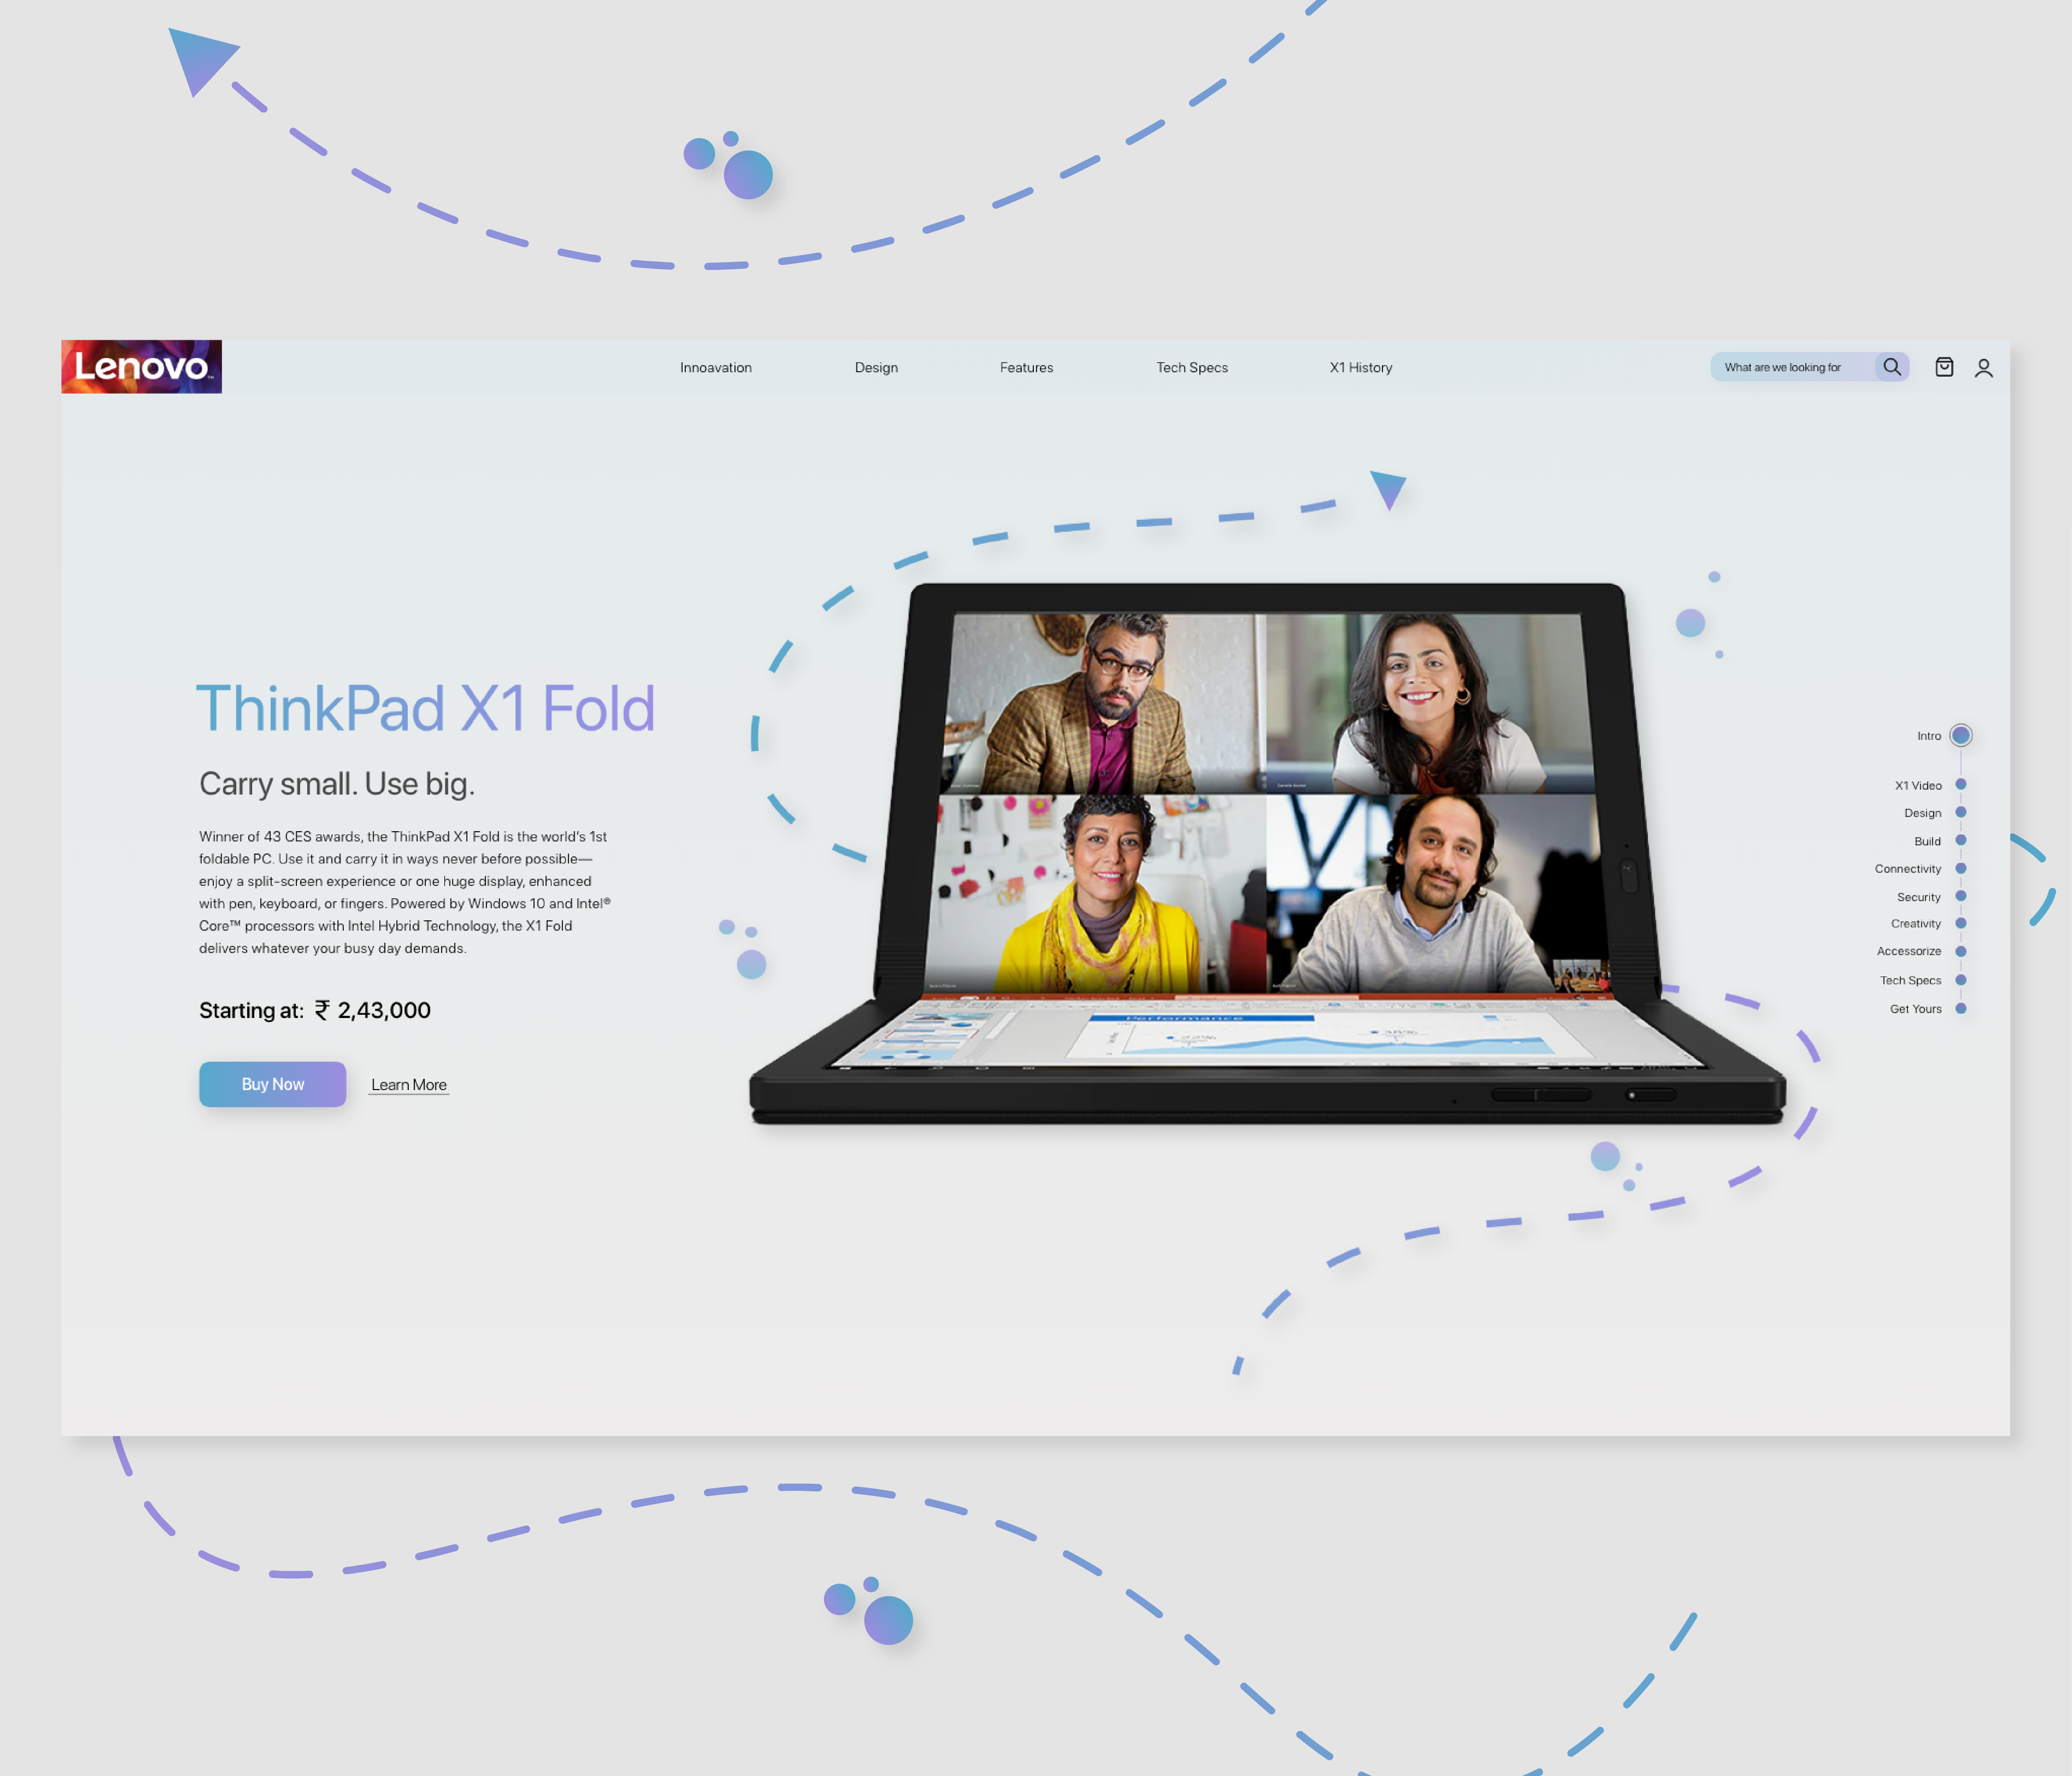 Lenovo
Innoavation
Design
Features
Tech Specs
X1 History
What are we looking for
ThinkPad X1 Fold
Carry small. Use big.
Winner of 43 CES awards, the ThinkPad X1 Fold is the world's 1st
foldable PC. Use it and carry it in ways never before possible—
enjoy a split-screen experience or one huge display, enhanced
with pen, keyboard, or fingers. Powered by Windows 10 and Intel®
Core™ processors with Intel Hybrid Technology, the X1 Fold
delivers whatever your busy day demands.
Starting at: ₹ 2,43,000
Buy Now
Learn More
Performance
Intro
X1 Video
Design
Build
Connectivity
Security
Creativity
Accessorize
Tech Specs
Get Yours